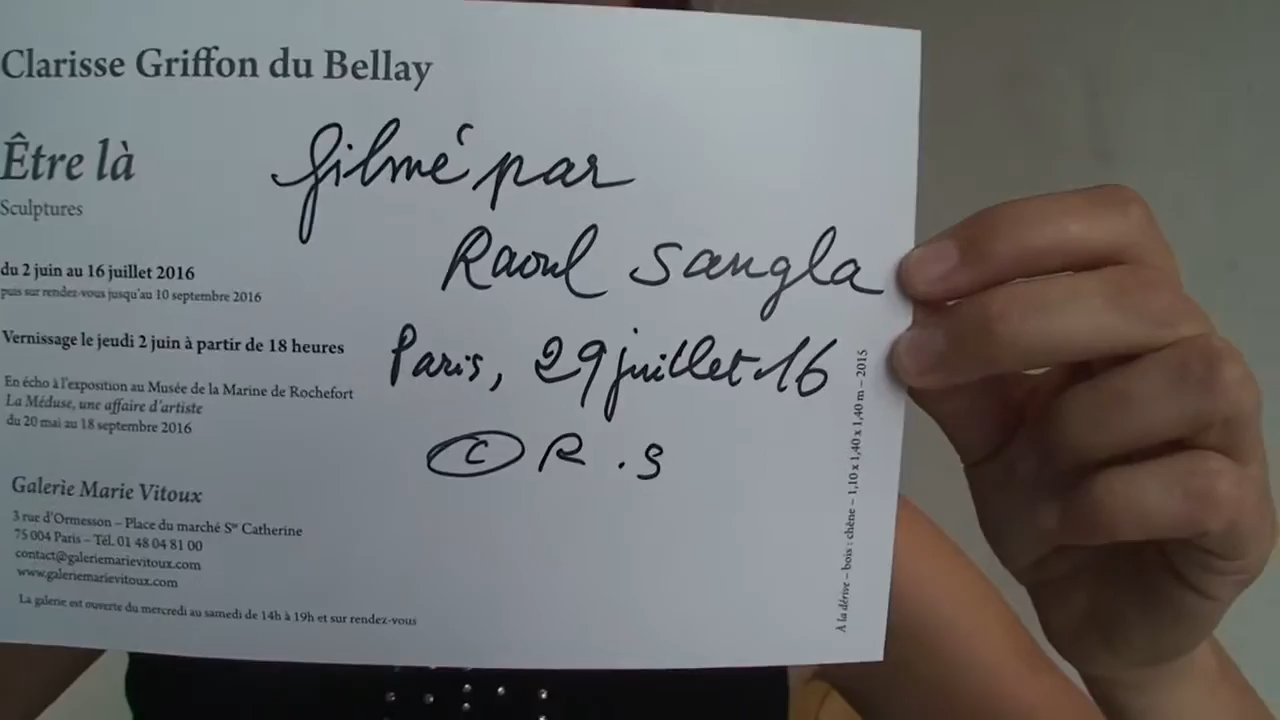 Clarisse Griffon du Bellay
Être là
Sculptures
du 2 juin au 16 juillet 2016
puis sur rendez-vous jusqu'au 10 septembre 2016
Vernissage le jeudi 2 juin à partir de 18 heures
En écho à l'exposition au Musée de la Marine de Rochefort
La Méduse, une affaire d'artiste
du 20 mai au 18 septembre 2016
Galerie Marie Vitoux
3 rue d'Ormesson – Place du marché Ste Catherine
75 004 Paris – Tél. 01 48 04 81 00
contact@galeriemarievitoux.com
www.galeriemarievitoux.com
La galerie est ouverte du mercredi au samedi de 14h à 19h et sur rendez-vous
filmé par
Raoul Sangla
Paris, 29 juillet 16
© R.S
À la dérive – bois : chêne – 1,10 x 1,40 x 1,40 m – 2015